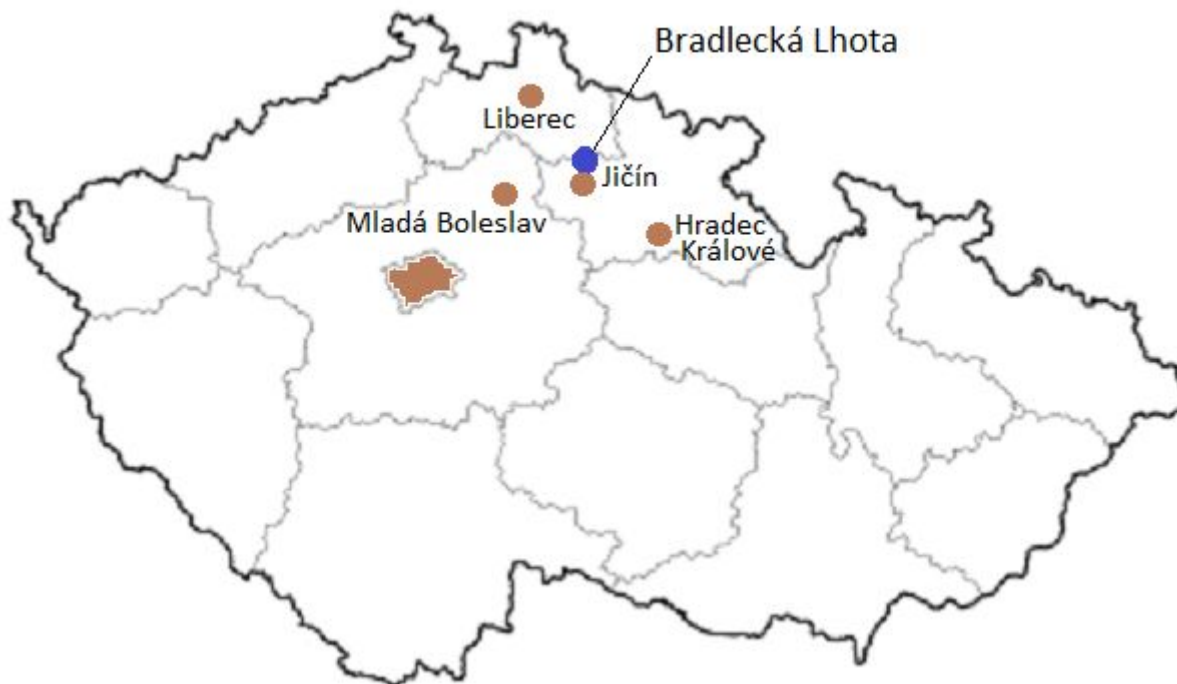 Bradlecká Lhota
Liberec
Jičín
Mladá Boleslav
Hradec
Králové